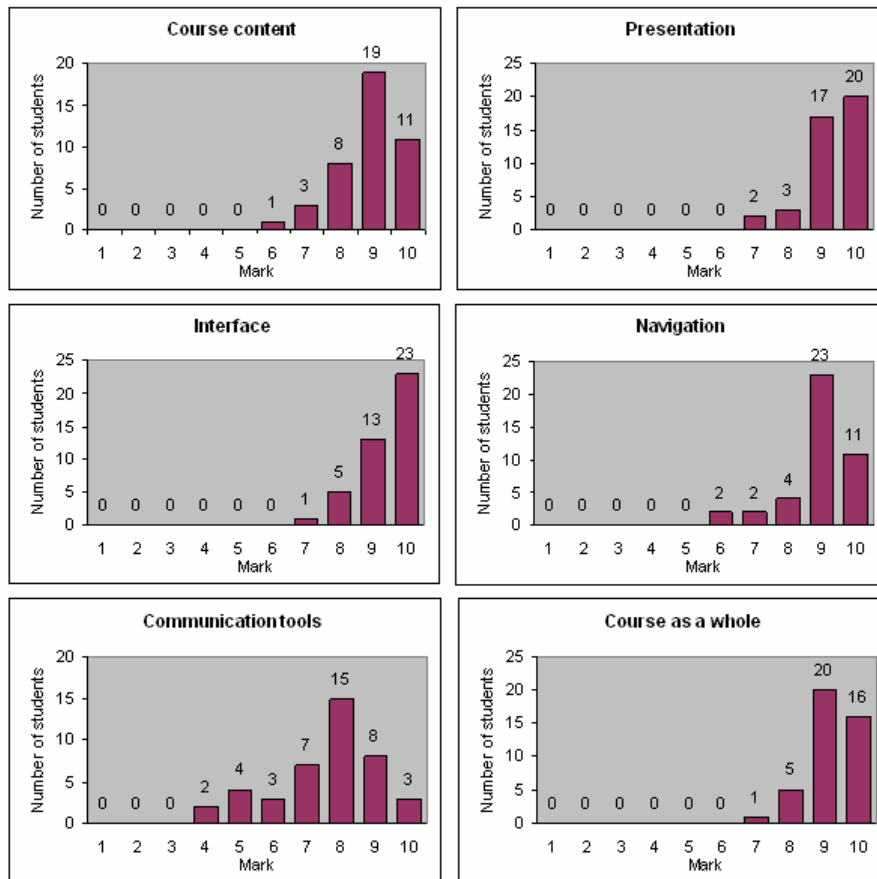 Course content
Number of students
20
15
10
5
0
0 0 0 0 0 1 3 8 19 11
1 2 3 4 5 6 7 8 9 10
Mark
Presentation
Number of students
25
20
15
10
5
0
0 0 0 0 0 0 2 3 17 20
1 2 3 4 5 6 7 8 9 10
Mark
Interface
Number of students
25
20
15
10
5
0
0 0 0 0 0 0 1 5 13 23
1 2 3 4 5 6 7 8 9 10
Mark
Navigation
Number of students
25
20
15
10
5
0
0 0 0 0 0 2 2 4 23 11
1 2 3 4 5 6 7 8 9 10
Mark
Communication tools
Number of students
20
15
10
5
0
0 0 0 2 4 3 7 15 8 3
1 2 3 4 5 6 7 8 9 10
Mark
Course as a whole
Number of students
25
20
15
10
5
0
0 0 0 0 0 0 1 5 20 16
1 2 3 4 5 6 7 8 9 10
Mark